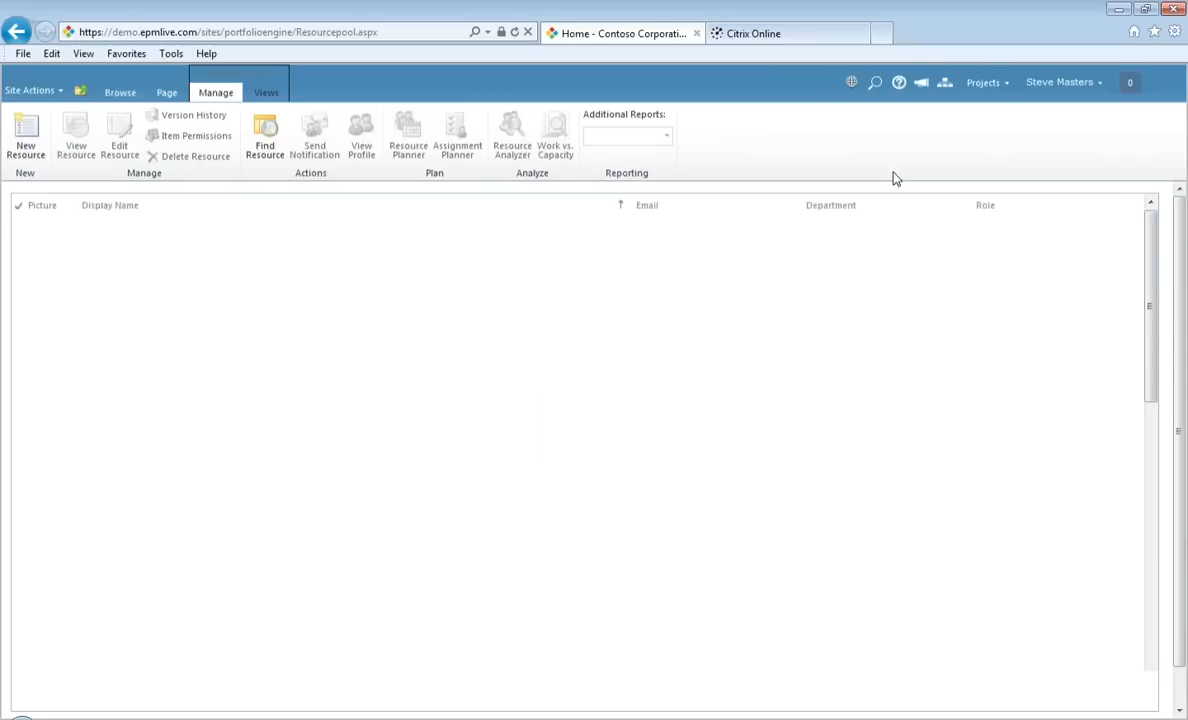 https://demo.epmlive.com/sites/portfolioengine/Resourcepool.aspx
Home - Contoso Corporati...
Citrix Online
File Edit View Favorites Tools Help
Site Actions Browse Page Manage Views Projects Steve Masters 0
New Resource
View Resource
Edit Resource
Version History
Item Permissions
Delete Resource
Find Resource
Send Notification
View Profile
Resource Planner
Assignment Planner
Resource Analyzer
Work vs. Capacity
Additional Reports:
New Manage Actions Plan Analyze Reporting
Picture Display Name Email Department Role